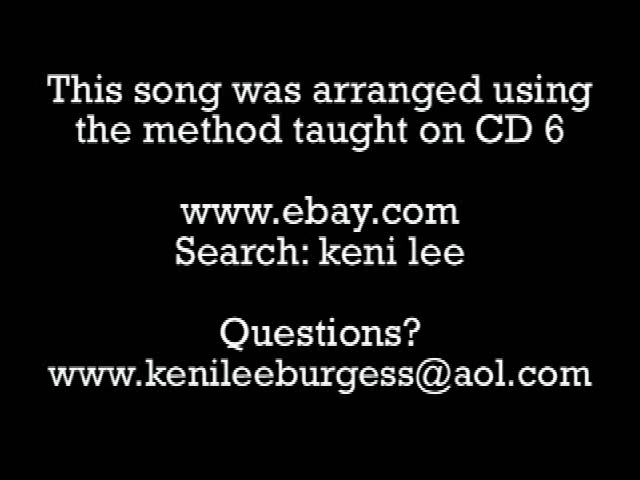 This song was arranged using
the method taught on CD 6
www.ebay.com
Search: keni lee
Questions?
www.kenileeburgess@aol.com